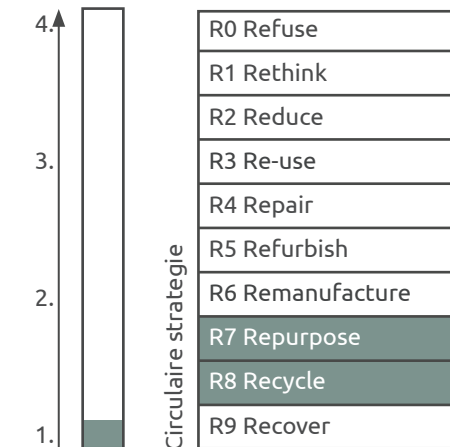 4.
3.
2.
1.
Circulaire strategie
R0 Refuse
R1 Rethink
R2 Reduce
R3 Re-use
R4 Repair
R5 Refurbish
R6 Remanufacture
R7 Repurpose
R8 Recycle
R9 Recover